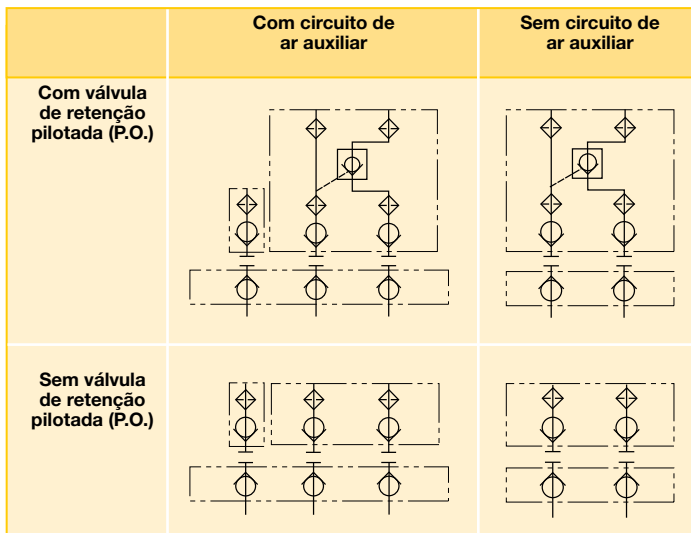 Com circuito de
ar auxiliar
Sem circuito de
ar auxiliar
Com válvula
de retenção
pilotada (P.O.)
Sem válvula
de retenção
pilotada (P.O.)